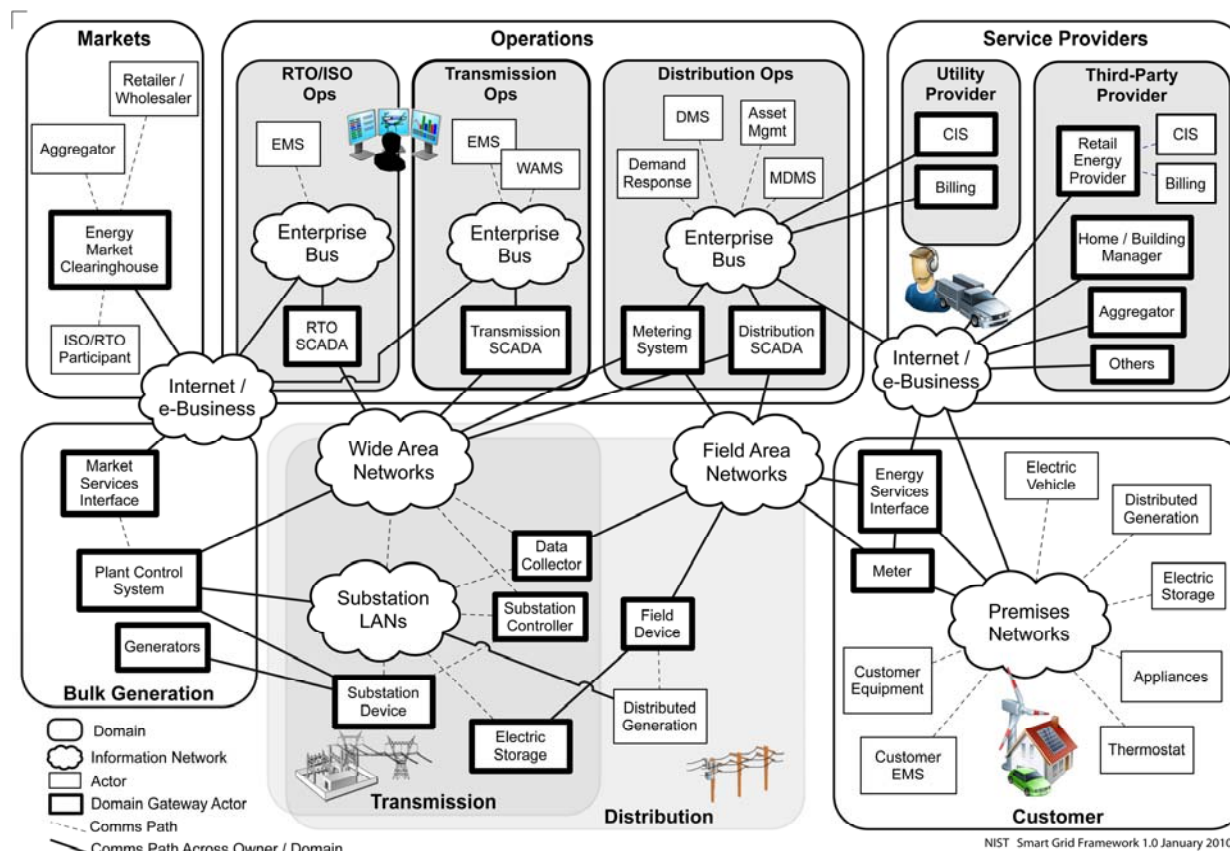 Markets
Retailer /
Wholesaler
Aggregator
Energy
Market
Clearinghouse
ISO/RTO
Participant
Operations
RTO/ISO
Ops
EMS
Enterprise
Bus
RTO
SCADA
Transmission
Ops
EMS
WAMS
Enterprise
Bus
Transmission
SCADA
Distribution Ops
DMS
Asset
Mgmt
Demand
Response
MDMS
Enterprise
Bus
Metering
System
Distribution
SCADA
Service Providers
Utility
Provider
CIS
Billing
Third-Party
Provider
Retail
Energy
Provider
CIS
Billing
Home / Building
Manager
Aggregator
Others
Internet /
e-Business
Internet /
e-Business
Wide Area
Networks
Field Area
Networks
Market
Services
Interface
Plant Control
System
Generators
Bulk Generation
Data
Collector
Substation
LANs
Substation
Controller
Field
Device
Substation
Device
Electric
Storage
Distributed
Generation
Transmission
Distribution
Energy
Services
Interface
Meter
Electric
Vehicle
Distributed
Generation
Electric
Storage
Premises
Networks
Customer
Equipment
Appliances
Customer
EMS
Thermostat
Customer
Domain
Information Network
Actor
Domain Gateway Actor
Comms Path
Comms Path Across Owner / Domain
NIST Smart Grid Framework 1.0 January 2010